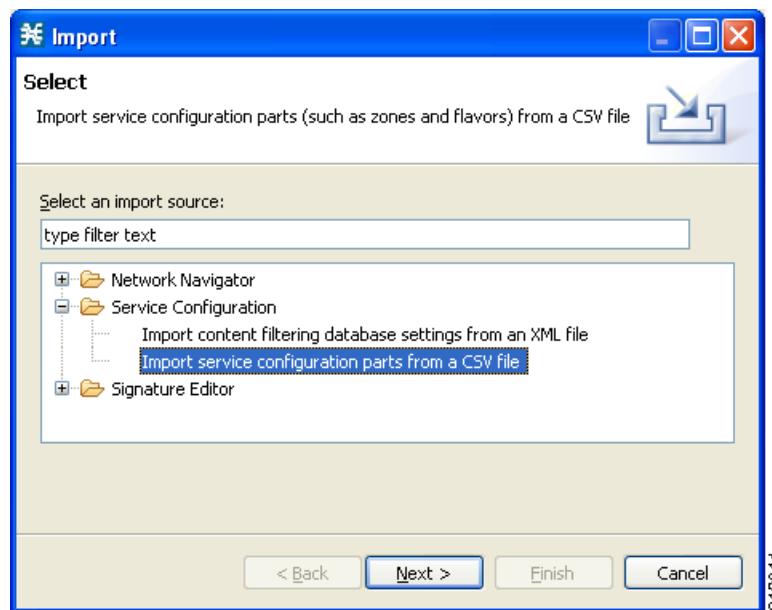 Import
Select
Import service configuration parts (such as zones and flavors) from a CSV file
Select an import source:
type filter text
Network Navigator
Service Configuration
Import content filtering database settings from an XML file
Import service configuration parts from a CSV file
Signature Editor
< Back Next > Finish Cancel